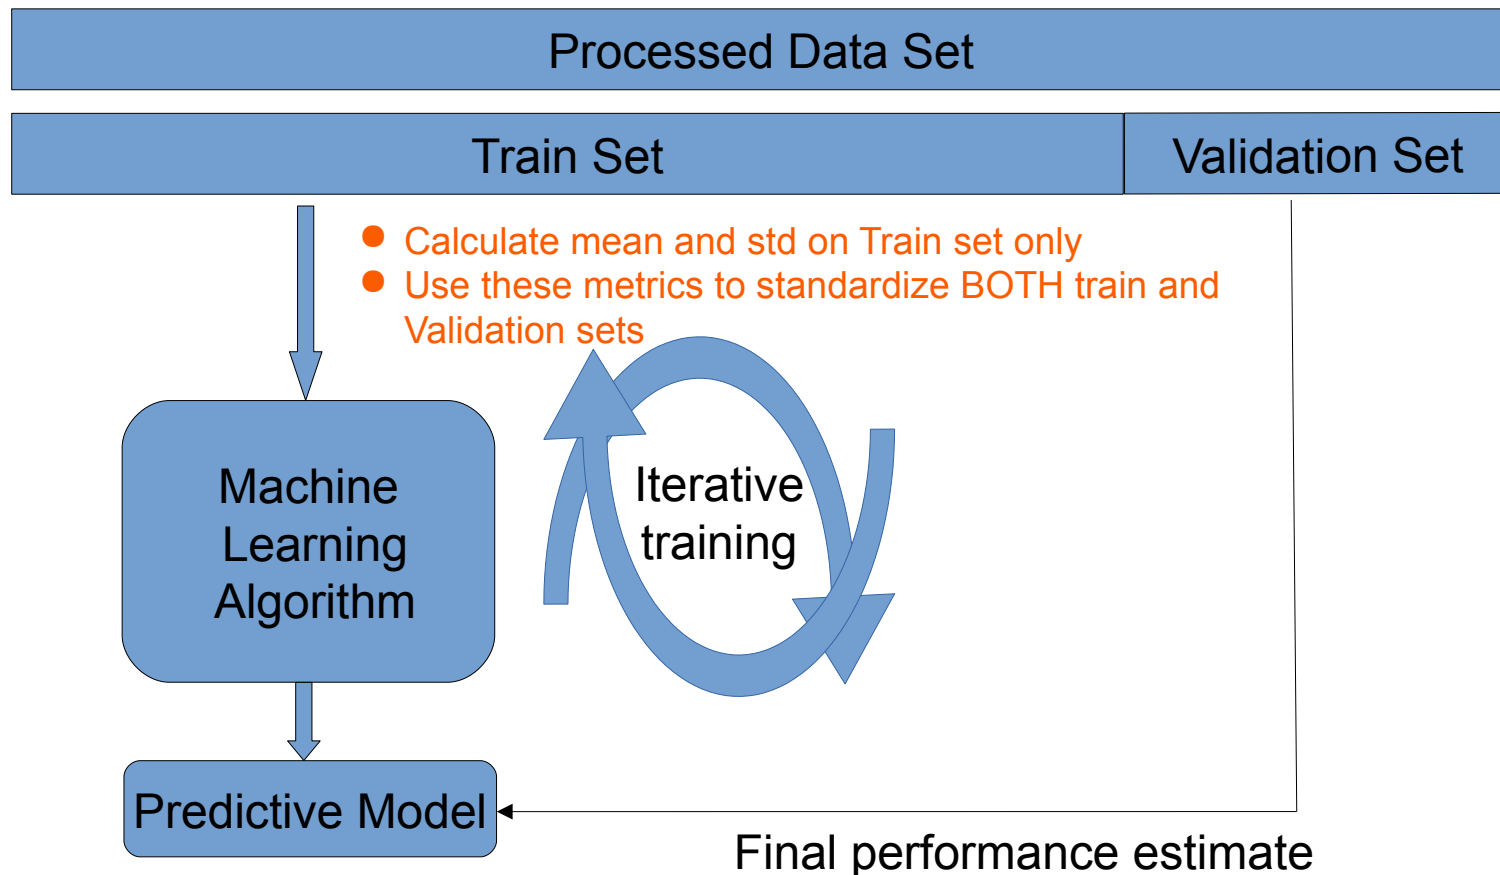 Processed Data Set
Train Set
Validation Set
Calculate mean and std on Train set only
Use these metrics to standardize BOTH train and
Validation sets
Machine
Learning
Algorithm
Iterative
training
Predictive Model
Final performance estimate